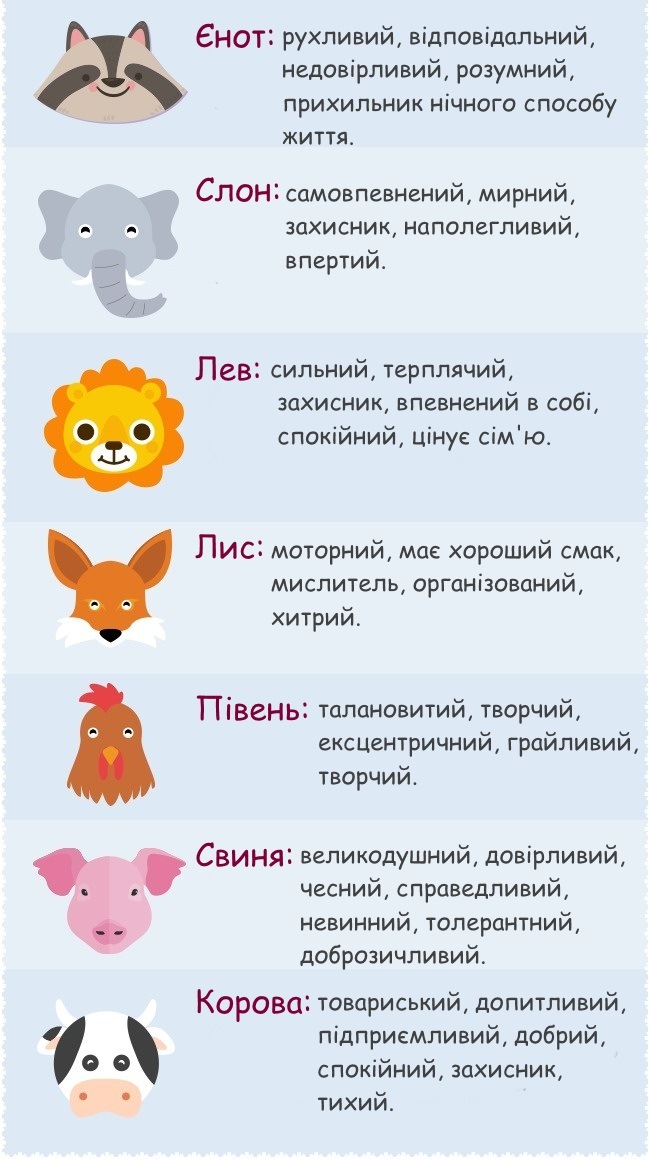 Єнот: рухливий, відповідальний,
недовірливий, розумний,
прихильник нічного способу
життя.
Слон: самовпевнений, мирний,
захисник, наполегливий,
впертий.
Лев: сильний, терплячий,
захисник, впевнений в собі,
спокійний, цінує сім'ю.
Лис: моторний, має хороший смак,
мислитель, організований,
хитрий.
Півень: талановитий, творчий,
ексцентричний, грайливий,
творчий.
Свиня: великодушний, довірливий,
чесний, справедливий,
невинний, толерантний,
доброзичливий.
Корова: товариський, допитливий,
підприємливий, добрий,
спокійний, захисник,
тихий.